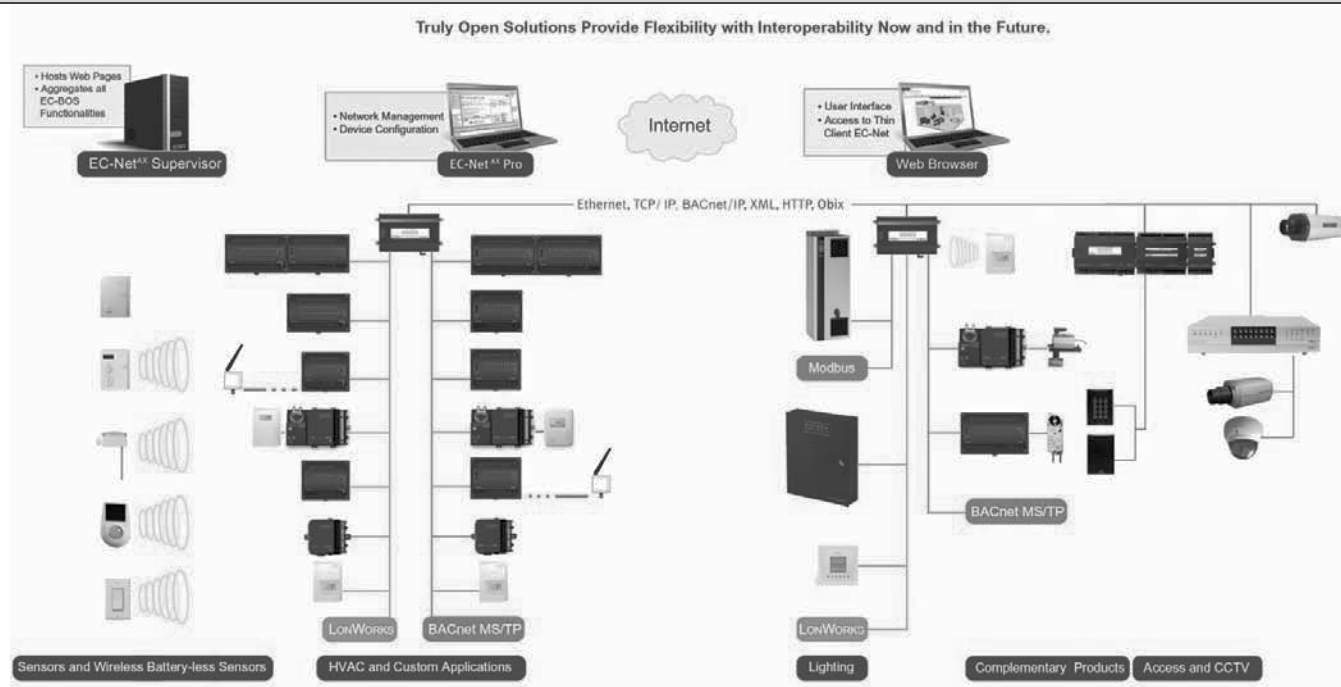 Truly Open Solutions Provide Flexibility with Interoperability Now and in the Future.
• Hosts Web Pages
• Aggregates all
EC-BOS
Functionalities
EC-Netᴬˣ Supervisor
• Network Management
• Device Configuration
EC-Net ᴬˣ Pro
Internet
• User Interface
• Access to Thin
Client EC-Net
Web Browser
Ethernet, TCP/ IP, BACnet/IP, XML, HTTP, Obix
Modbus
BACnet MS/TP
LONWORKS
BACnet MS/TP
LONWORKS
Sensors and Wireless Battery-less Sensors
HVAC and Custom Applications
Lighting
Complementary Products
Access and CCTV